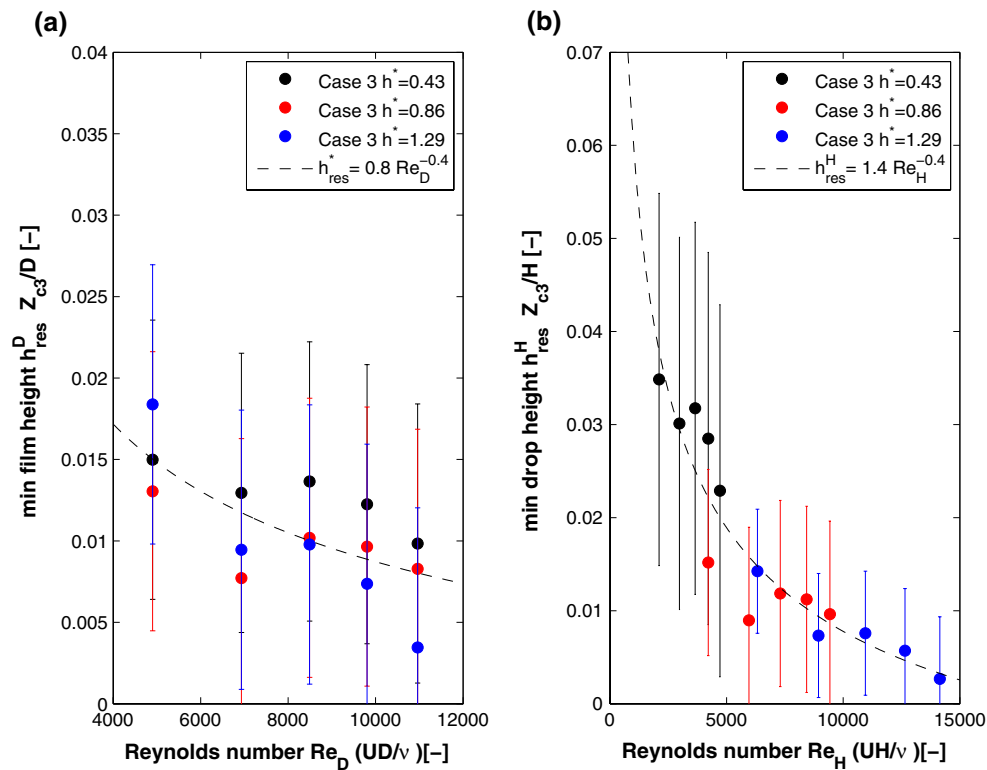 (a)
0.04
0.035
0.03
0.025
0.02
0.015
0.01
0.005
0
4000 6000 8000 10000 12000
min film height h_res^D Z_c3/D [-]
Reynolds number Re_D (UD/ν )[-]
Case 3 h^*=0.43
Case 3 h^*=0.86
Case 3 h^*=1.29
h_res^*= 0.8 Re_D^-0.4
(b)
0.07
0.06
0.05
0.04
0.03
0.02
0.01
0
0 5000 10000 15000
min drop height h_res^H Z_c3/H [-]
Reynolds number Re_H (UH/ν )[-]
Case 3 h^*=0.43
Case 3 h^*=0.86
Case 3 h^*=1.29
h_res^H= 1.4 Re_H^-0.4